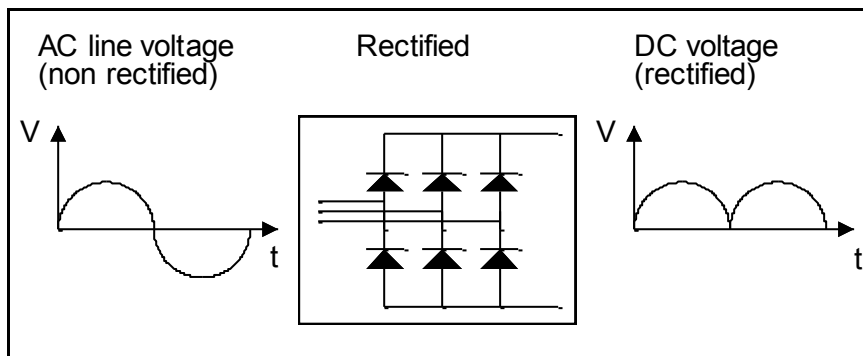 AC line voltage
(non rectified)
Rectified
DC voltage
(rectified)
V
t
V
t